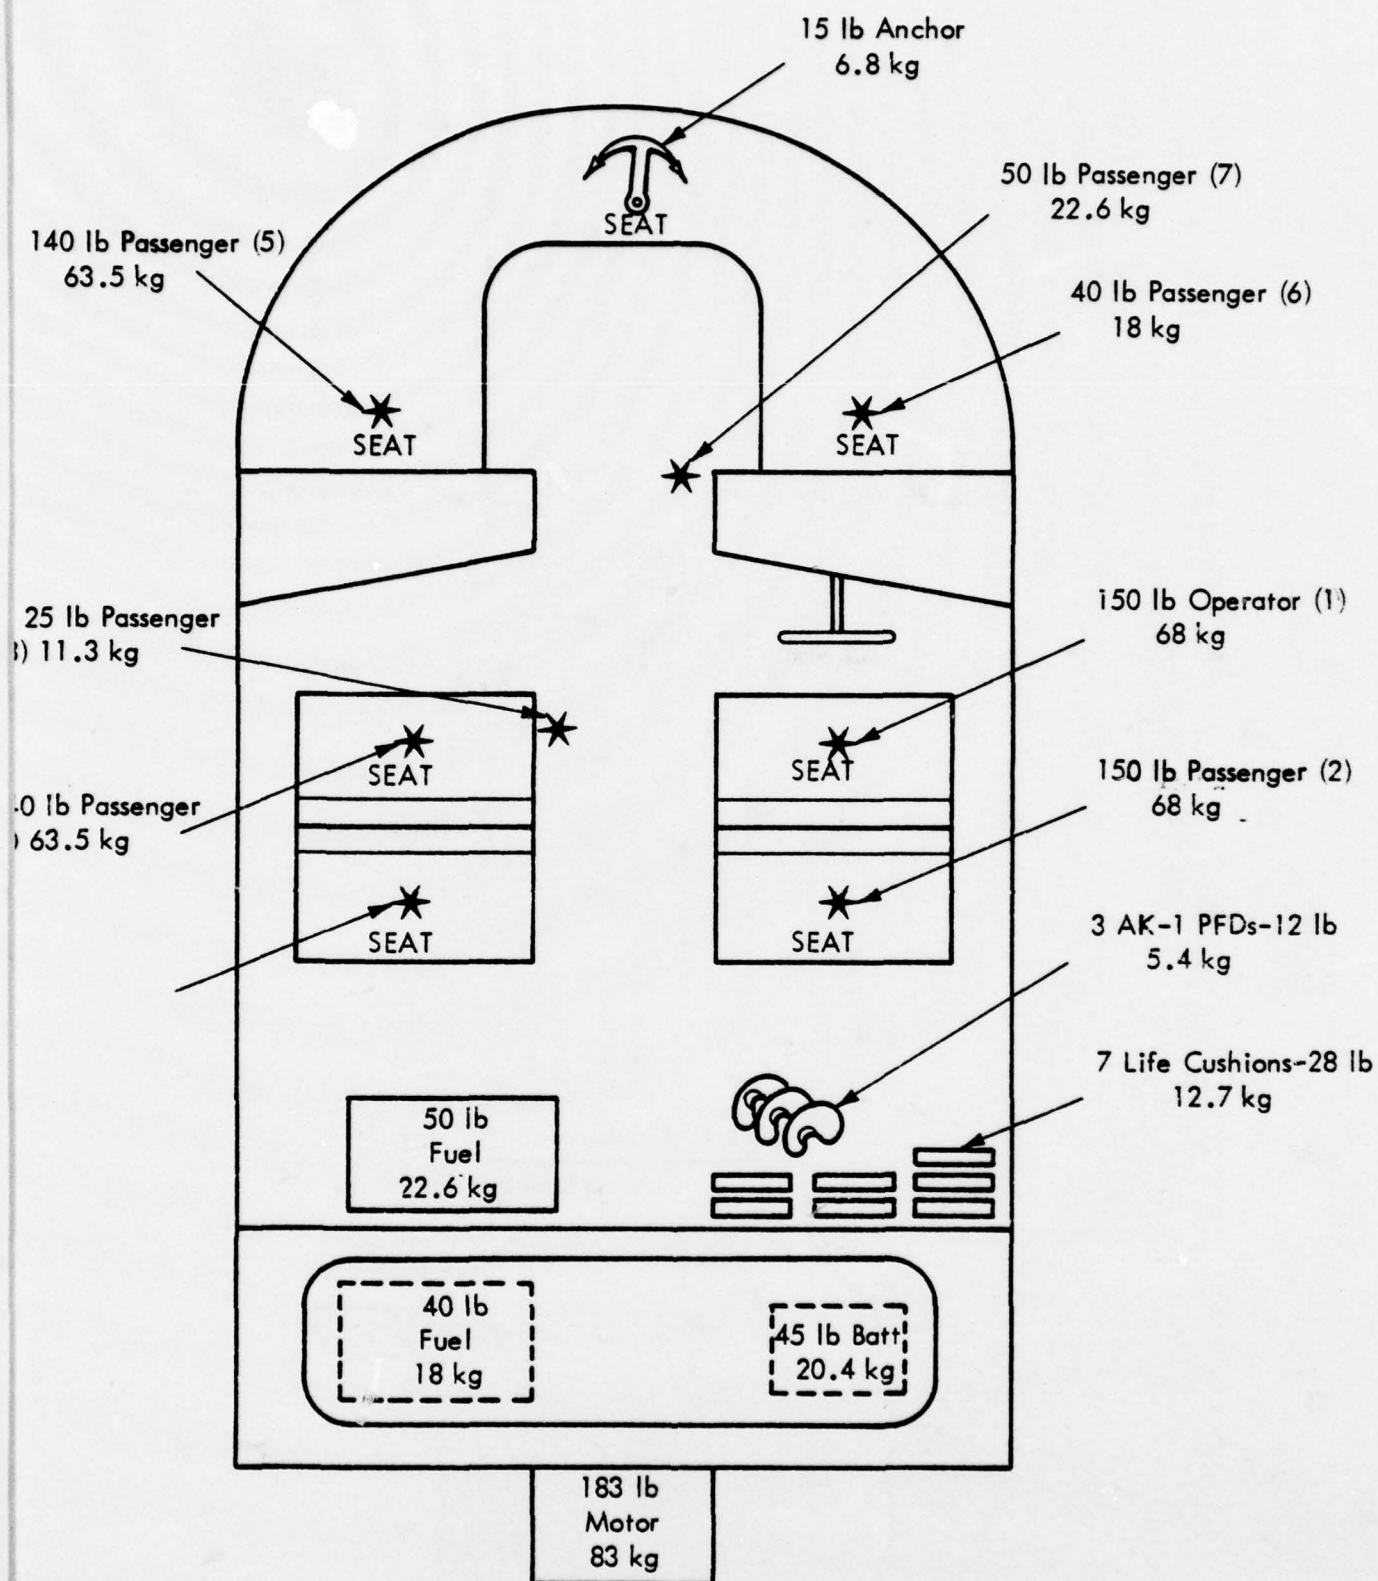 15 lb Anchor
6.8 kg
50 lb Passenger (7)
22.6 kg
140 lb Passenger (5)
63.5 kg
40 lb Passenger (6)
18 kg
SEAT
SEAT
SEAT
150 lb Operator (1)
68 kg
25 lb Passenger
) 11.3 kg
SEAT
SEAT
150 lb Passenger (2)
68 kg
40 lb Passenger
) 63.5 kg
SEAT
SEAT
3 AK-1 PFDs-12 lb
5.4 kg
7 Life Cushions-28 lb
12.7 kg
50 lb
Fuel
22.6 kg
40 lb
Fuel
18 kg
45 lb Batt
20.4 kg
183 lb
Motor
83 kg